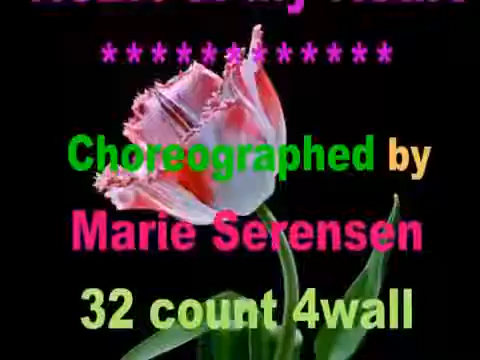 * * * * * * * * * * * *
Choreographed by
Marie Serensen
32 count 4wall